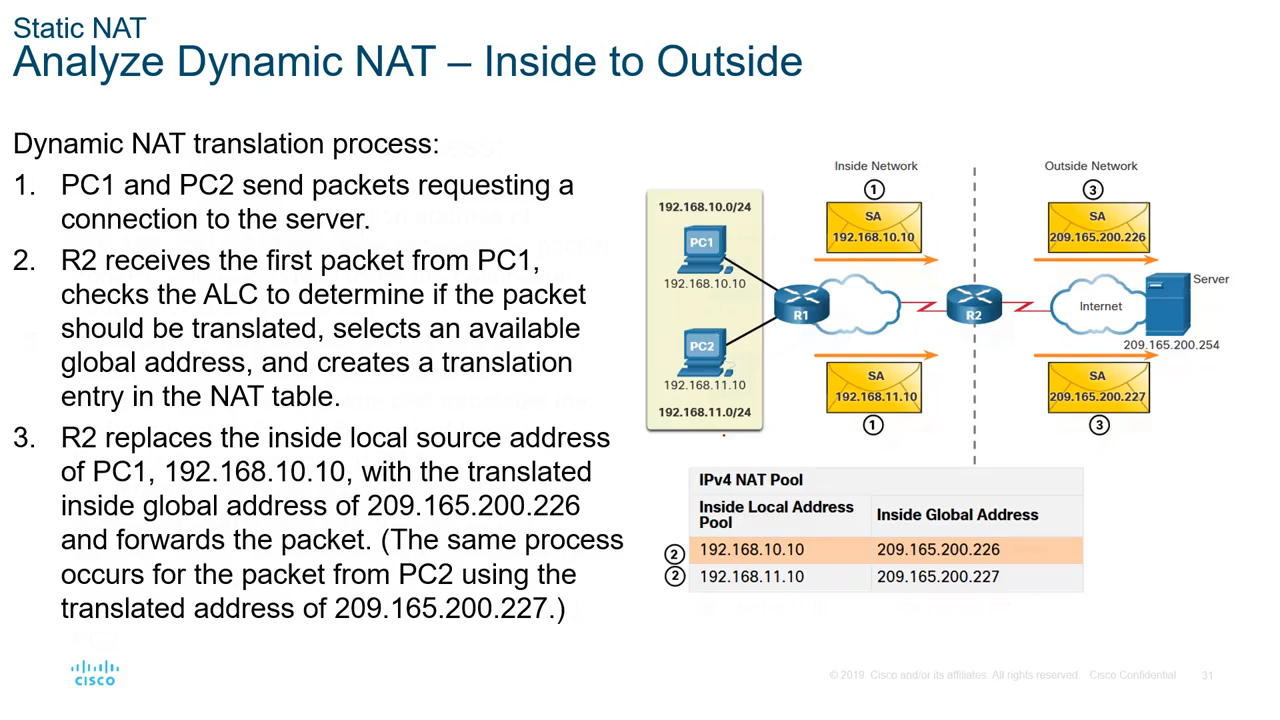 Static NAT
Analyze Dynamic NAT – Inside to Outside
Dynamic NAT translation process:
1. PC1 and PC2 send packets requesting a
connection to the server.
2. R2 receives the first packet from PC1,
checks the ALC to determine if the packet
should be translated, selects an available
global address, and creates a translation
entry in the NAT table.
3. R2 replaces the inside local source address
of PC1, 192.168.10.10, with the translated
inside global address of 209.165.200.226
and forwards the packet. (The same process
occurs for the packet from PC2 using the
translated address of 209.165.200.227.)
Inside Network
Outside Network
1
3
192.168.10.0/24
SA
192.168.10.10
SA
209.165.200.226
PC1
192.168.10.10
R1
R2
Internet
Server
209.165.200.254
PC2
192.168.11.10
192.168.11.0/24
SA
192.168.11.10
SA
209.165.200.227
1
3
IPv4 NAT Pool
Inside Local Address
Pool
Inside Global Address
2 192.168.10.10 209.165.200.226
2 192.168.11.10 209.165.200.227
CISCO
© 2019 Cisco and/or its affiliates. All rights reserved. Cisco Confidential 31